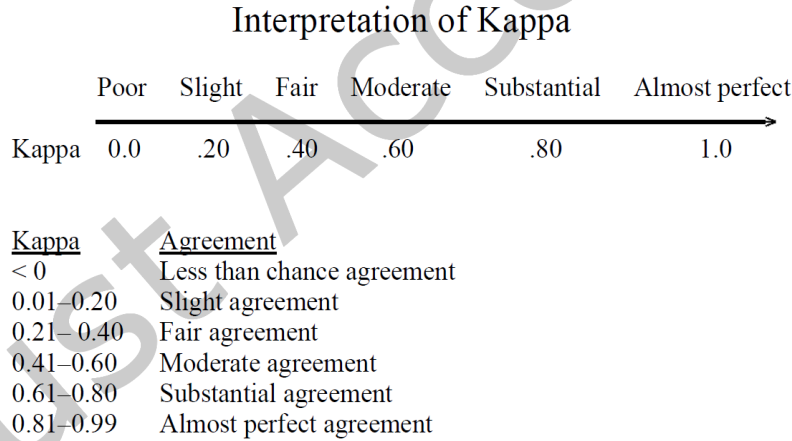 Interpretation of Kappa
Poor Slight Fair Moderate Substantial Almost perfect
Kappa 0.0 .20 .40 .60 .80 1.0
Kappa Agreement
< 0 Less than chance agreement
0.01–0.20 Slight agreement
0.21– 0.40 Fair agreement
0.41–0.60 Moderate agreement
0.61–0.80 Substantial agreement
0.81–0.99 Almost perfect agreement